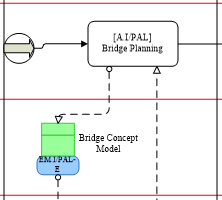 [A I/PAL]
Bridge Planning
Bridge Concept
Model
EM I/PAL-
E